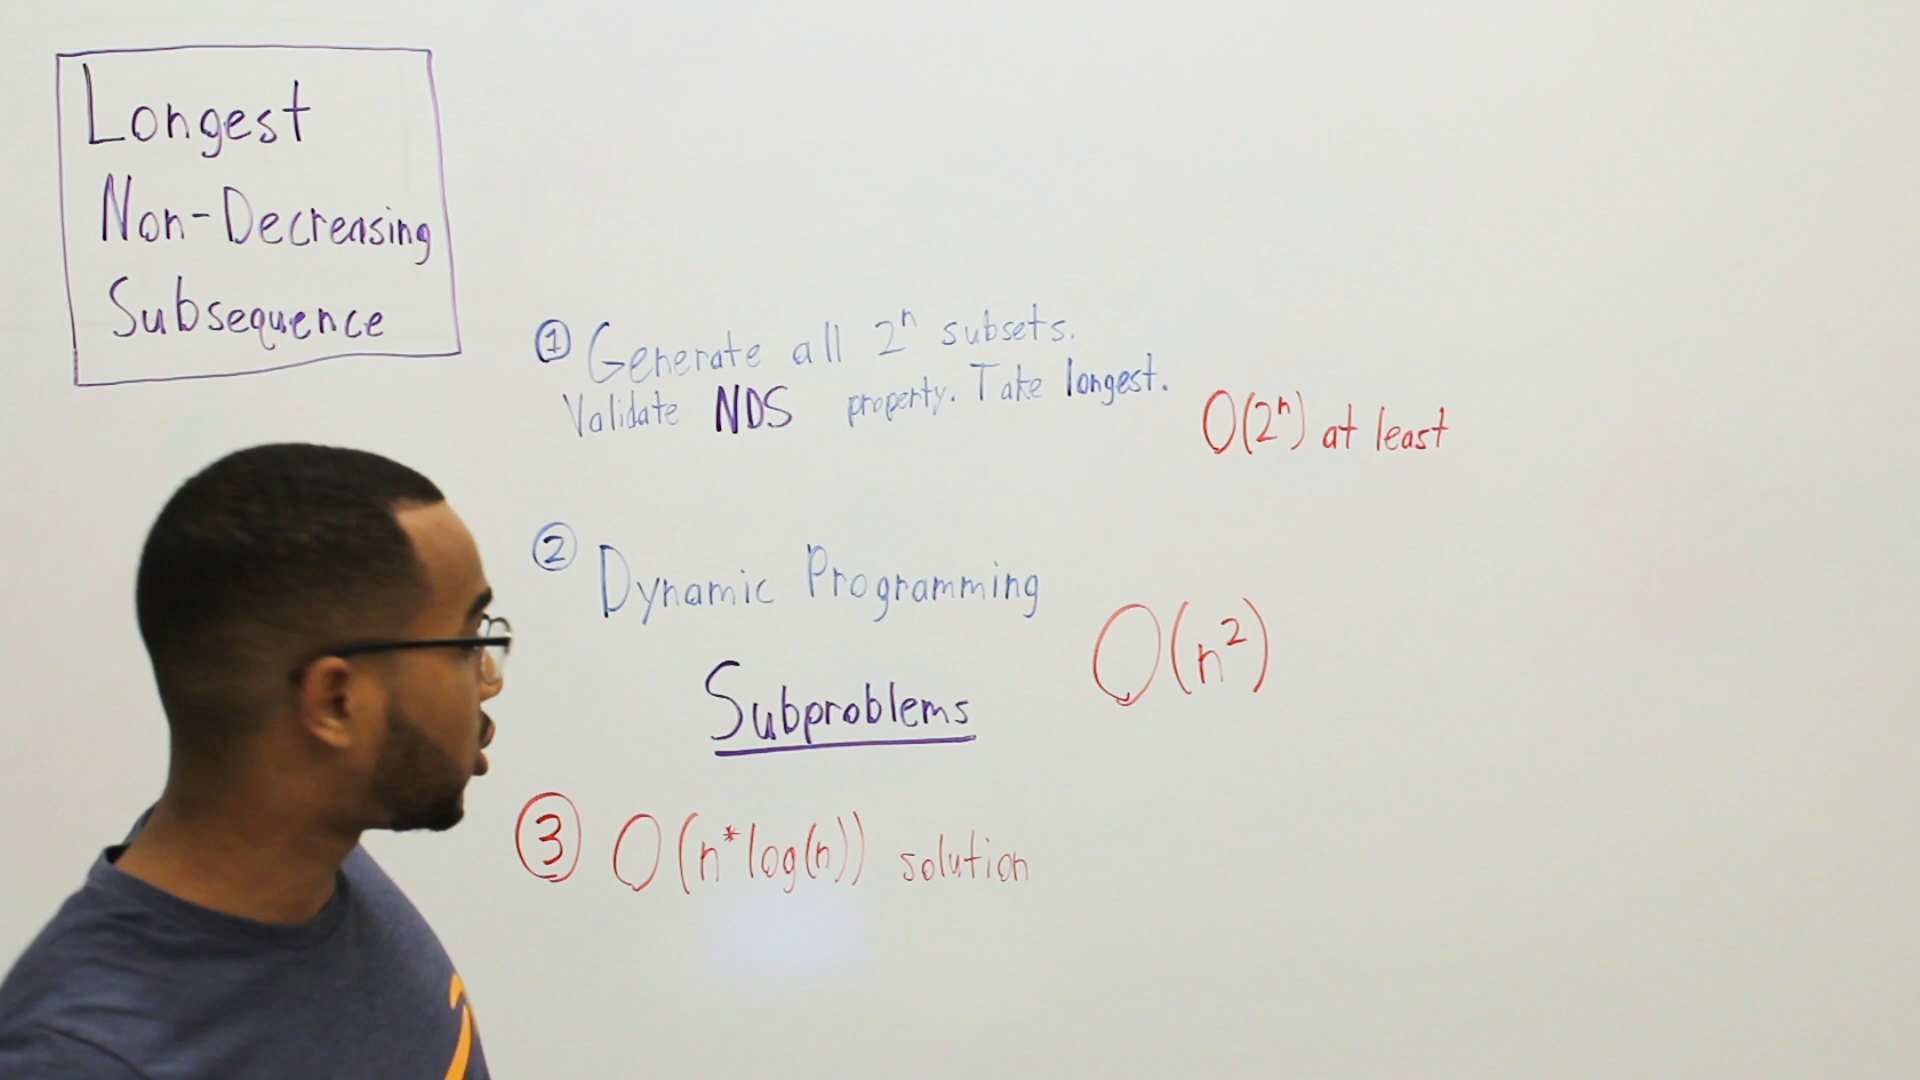 Longest
Non-Decreasing
Subsequence
① Generate all 2ⁿ subsets.
Validate NDS property. Take longest.
O(2ⁿ) at least
② Dynamic Programming
O(n²)
Subproblems
③ O(n*log(n)) solution